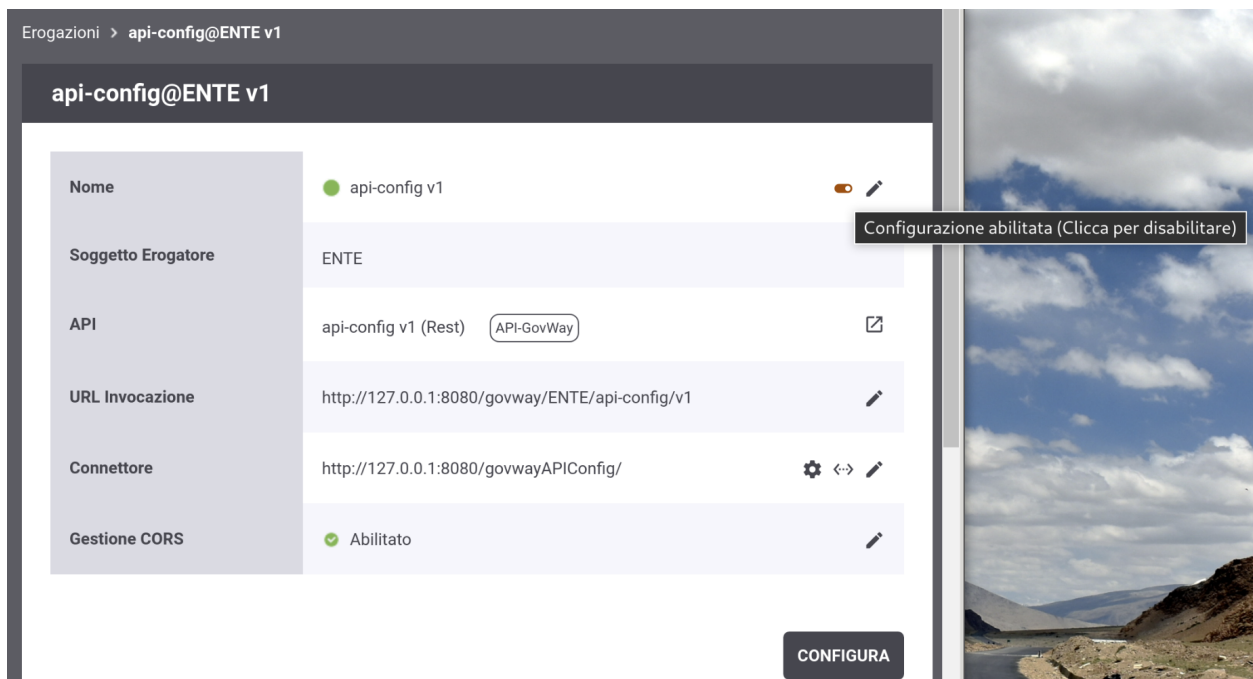 Erogazioni > api-config@ENTE v1
api-config@ENTE v1
Nome api-config v1
Configurazione abilitata (Clicca per disabilitare)
Soggetto Erogatore ENTE
API api-config v1 (Rest) API-GovWay
URL Invocazione http://127.0.0.1:8080/govway/ENTE/api-config/v1
Connettore http://127.0.0.1:8080/govwayAPIConfig/
Gestione CORS Abilitato
CONFIGURA